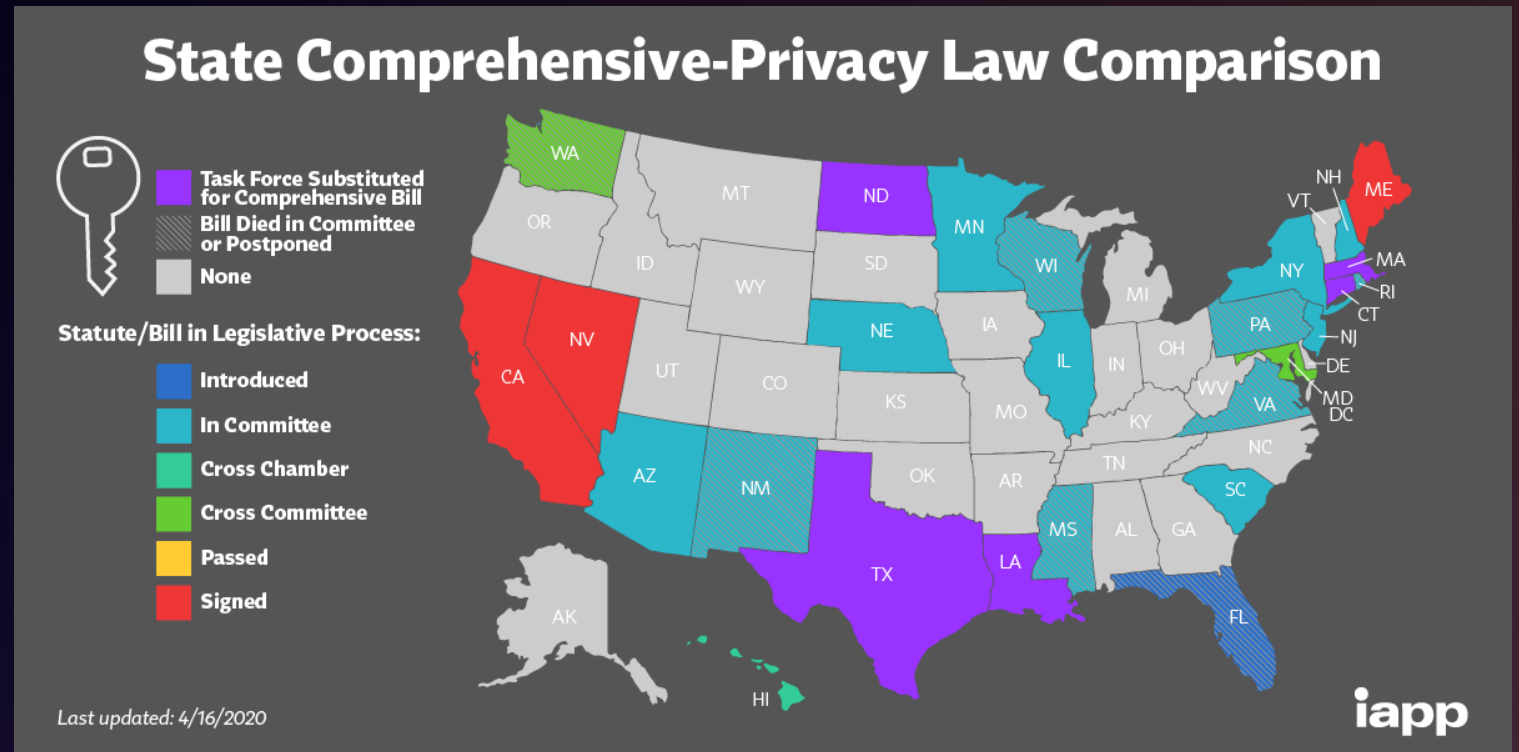 State Comprehensive-Privacy Law Comparison
Task Force Substituted
for Comprehensive Bill
Bill Died in Committee
or Postponed
None
Statute/Bill in Legislative Process:
Introduced
In Committee
Cross Chamber
Cross Committee
Passed
Signed
WA
OR
MT
ID
WY
ND
SD
MN
WI
MI
NE
IA
NV
CA
UT
CO
KS
MO
IL
IN
OH
KY
WV
VA
PA
NY
VT
NH
ME
MA
RI
CT
NJ
DE
MD
DC
NC
TN
SC
AZ
NM
OK
AR
MS
AL
GA
TX
LA
FL
AK
HI
Last updated: 4/16/2020
iapp